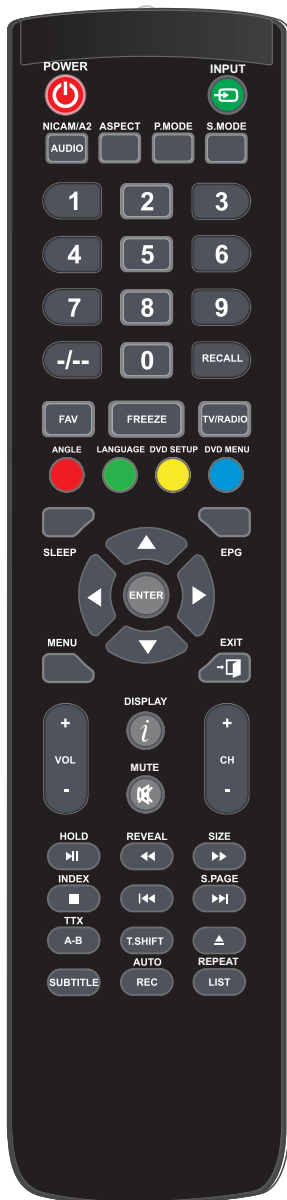 POWER INPUT
NICAM/A2 ASPECT P.MODE S.MODE
AUDIO
1 2 3
4 5 6
7 8 9
-/-- 0 RECALL
FAV FREEZE TV/RADIO
ANGLE LANGUAGE DVD SETUP DVD MENU
SLEEP EPG
ENTER
MENU EXIT
DISPLAY
+ i +
VOL CH
MUTE
- -
HOLD REVEAL SIZE
INDEX S.PAGE
TTX
A-B T.SHIFT
AUTO REPEAT
SUBTITLE REC LIST